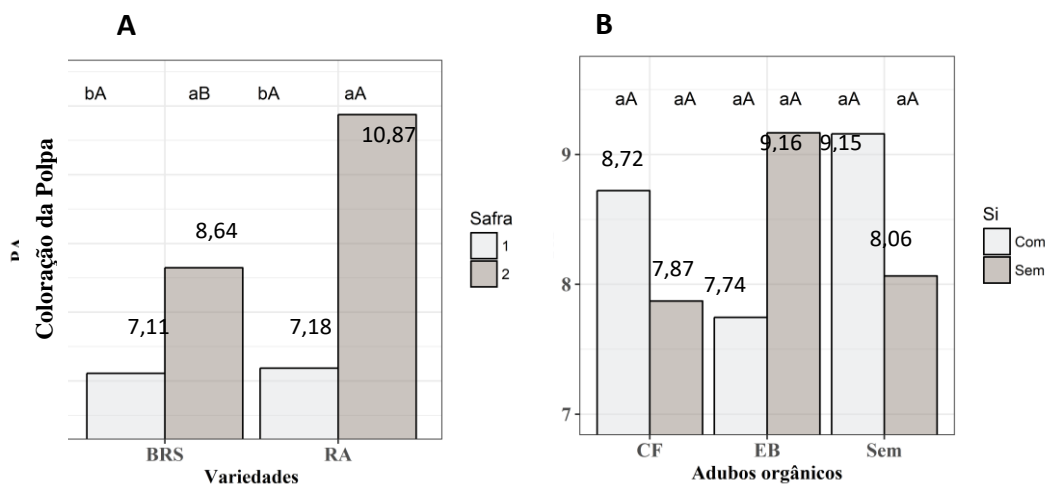 A
bA aB bA aA
Coloração da Polpa
10,87
8,64
7,11
7,18
Safra
1
2
BRS RA
Variedades
B
aA aA aA aA aA aA
9
8
7
8,72
7,87
7,74
9,16
9,15
8,06
Si
Com
Sem
CF EB Sem
Adubos orgânicos